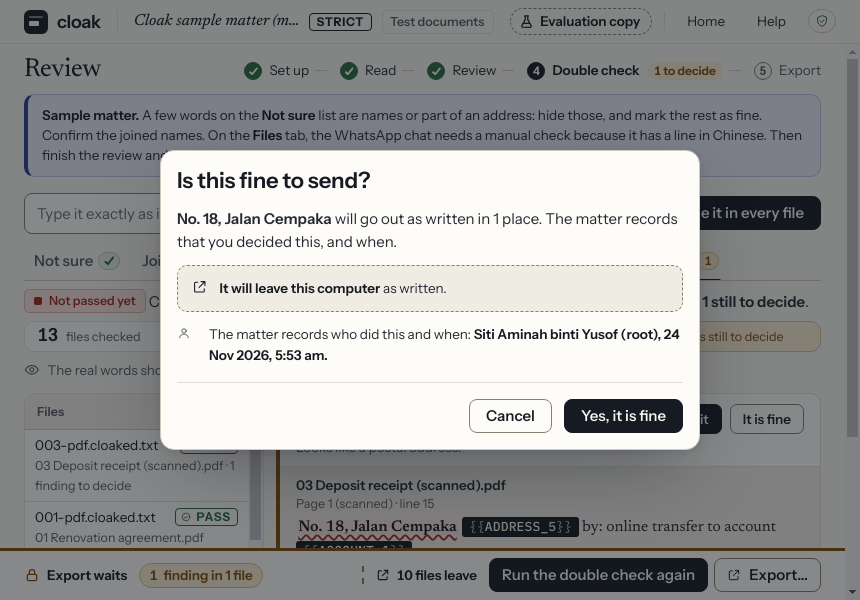 cloak
Cloak sample matter (m...
STRICT
Test documents
Evaluation copy
Home
Help
Review
Set up
Read
Review
4 Double check 1 to decide
5 Export
Sample matter. A few words on the Not sure list are names or part of an address: hide those, and mark the rest as fine.
Confirm the joined names. On the Files tab, the WhatsApp chat needs a manual check because it has a line in Chinese. Then
finish the review and
Type it exactly as i
e it in every file
Not sure
Joi
1
Not passed yet
1 still to decide.
13 files checked
s still to decide
The real words sho
Is this fine to send?
No. 18, Jalan Cempaka will go out as written in 1 place. The matter records
that you decided this, and when.
It will leave this computer as written.
The matter records who did this and when: Siti Aminah binti Yusof (root), 24
Nov 2026, 5:53 am.
Cancel
Yes, it is fine
Files
it
It is fine
003-pdf.cloaked.txt
03 Deposit receipt (scanned).pdf · 1
finding to decide
001-pdf.cloaked.txt
PASS
01 Renovation agreement.pdf
Looks like a postal address.
03 Deposit receipt (scanned).pdf
Page 1 (scanned) · line 15
No. 18, Jalan Cempaka {{ADDRESS_5}} by: online transfer to account
Export waits
1 finding in 1 file
10 files leave
Run the double check again
Export...